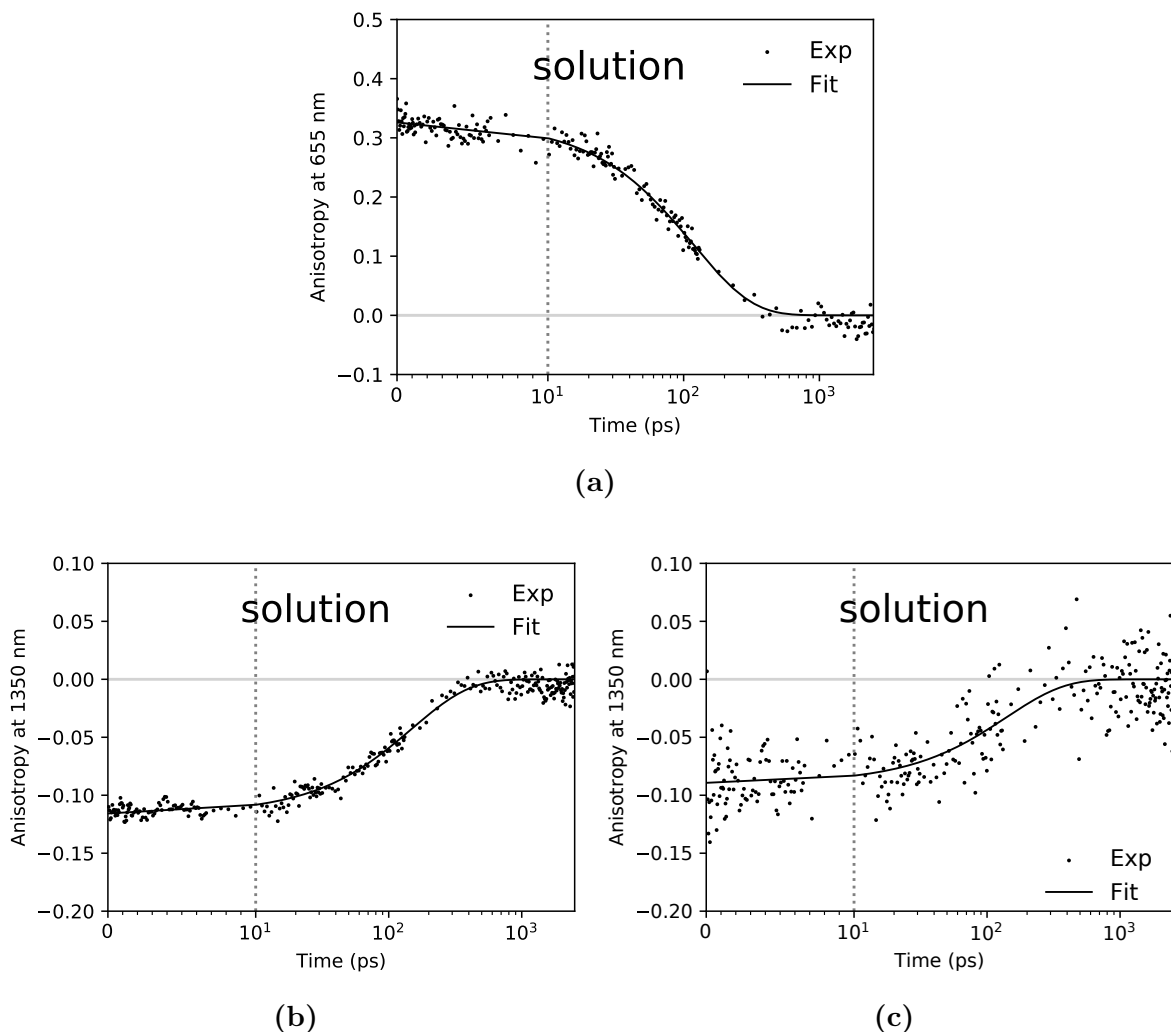 0.5
solution
Exp
Fit
0.4
0.3
0.2
0.1
0.0
−0.1
Anisotropy at 655 nm
0
10¹
10²
10³
Time (ps)
(a)
0.10
solution
Exp
Fit
0.05
0.00
−0.05
−0.10
−0.15
−0.20
Anisotropy at 1350 nm
0
10¹
10²
10³
Time (ps)
(b)
0.10
solution
0.05
0.00
−0.05
−0.10
−0.15
−0.20
Anisotropy at 1350 nm
Exp
Fit
0
10¹
10²
10³
Time (ps)
(c)